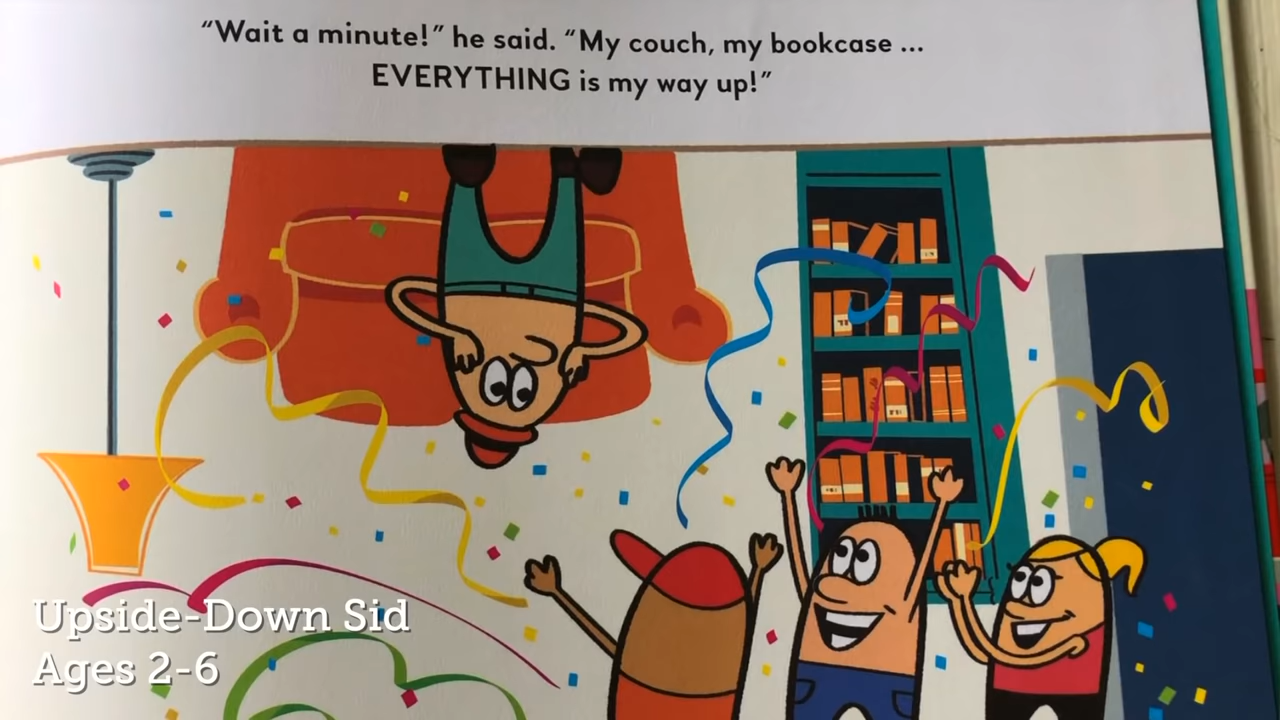 “Wait a minute!” he said. “My couch, my bookcase ...
EVERYTHING is my way up!”
Upside-Down Sid
Ages 2-6